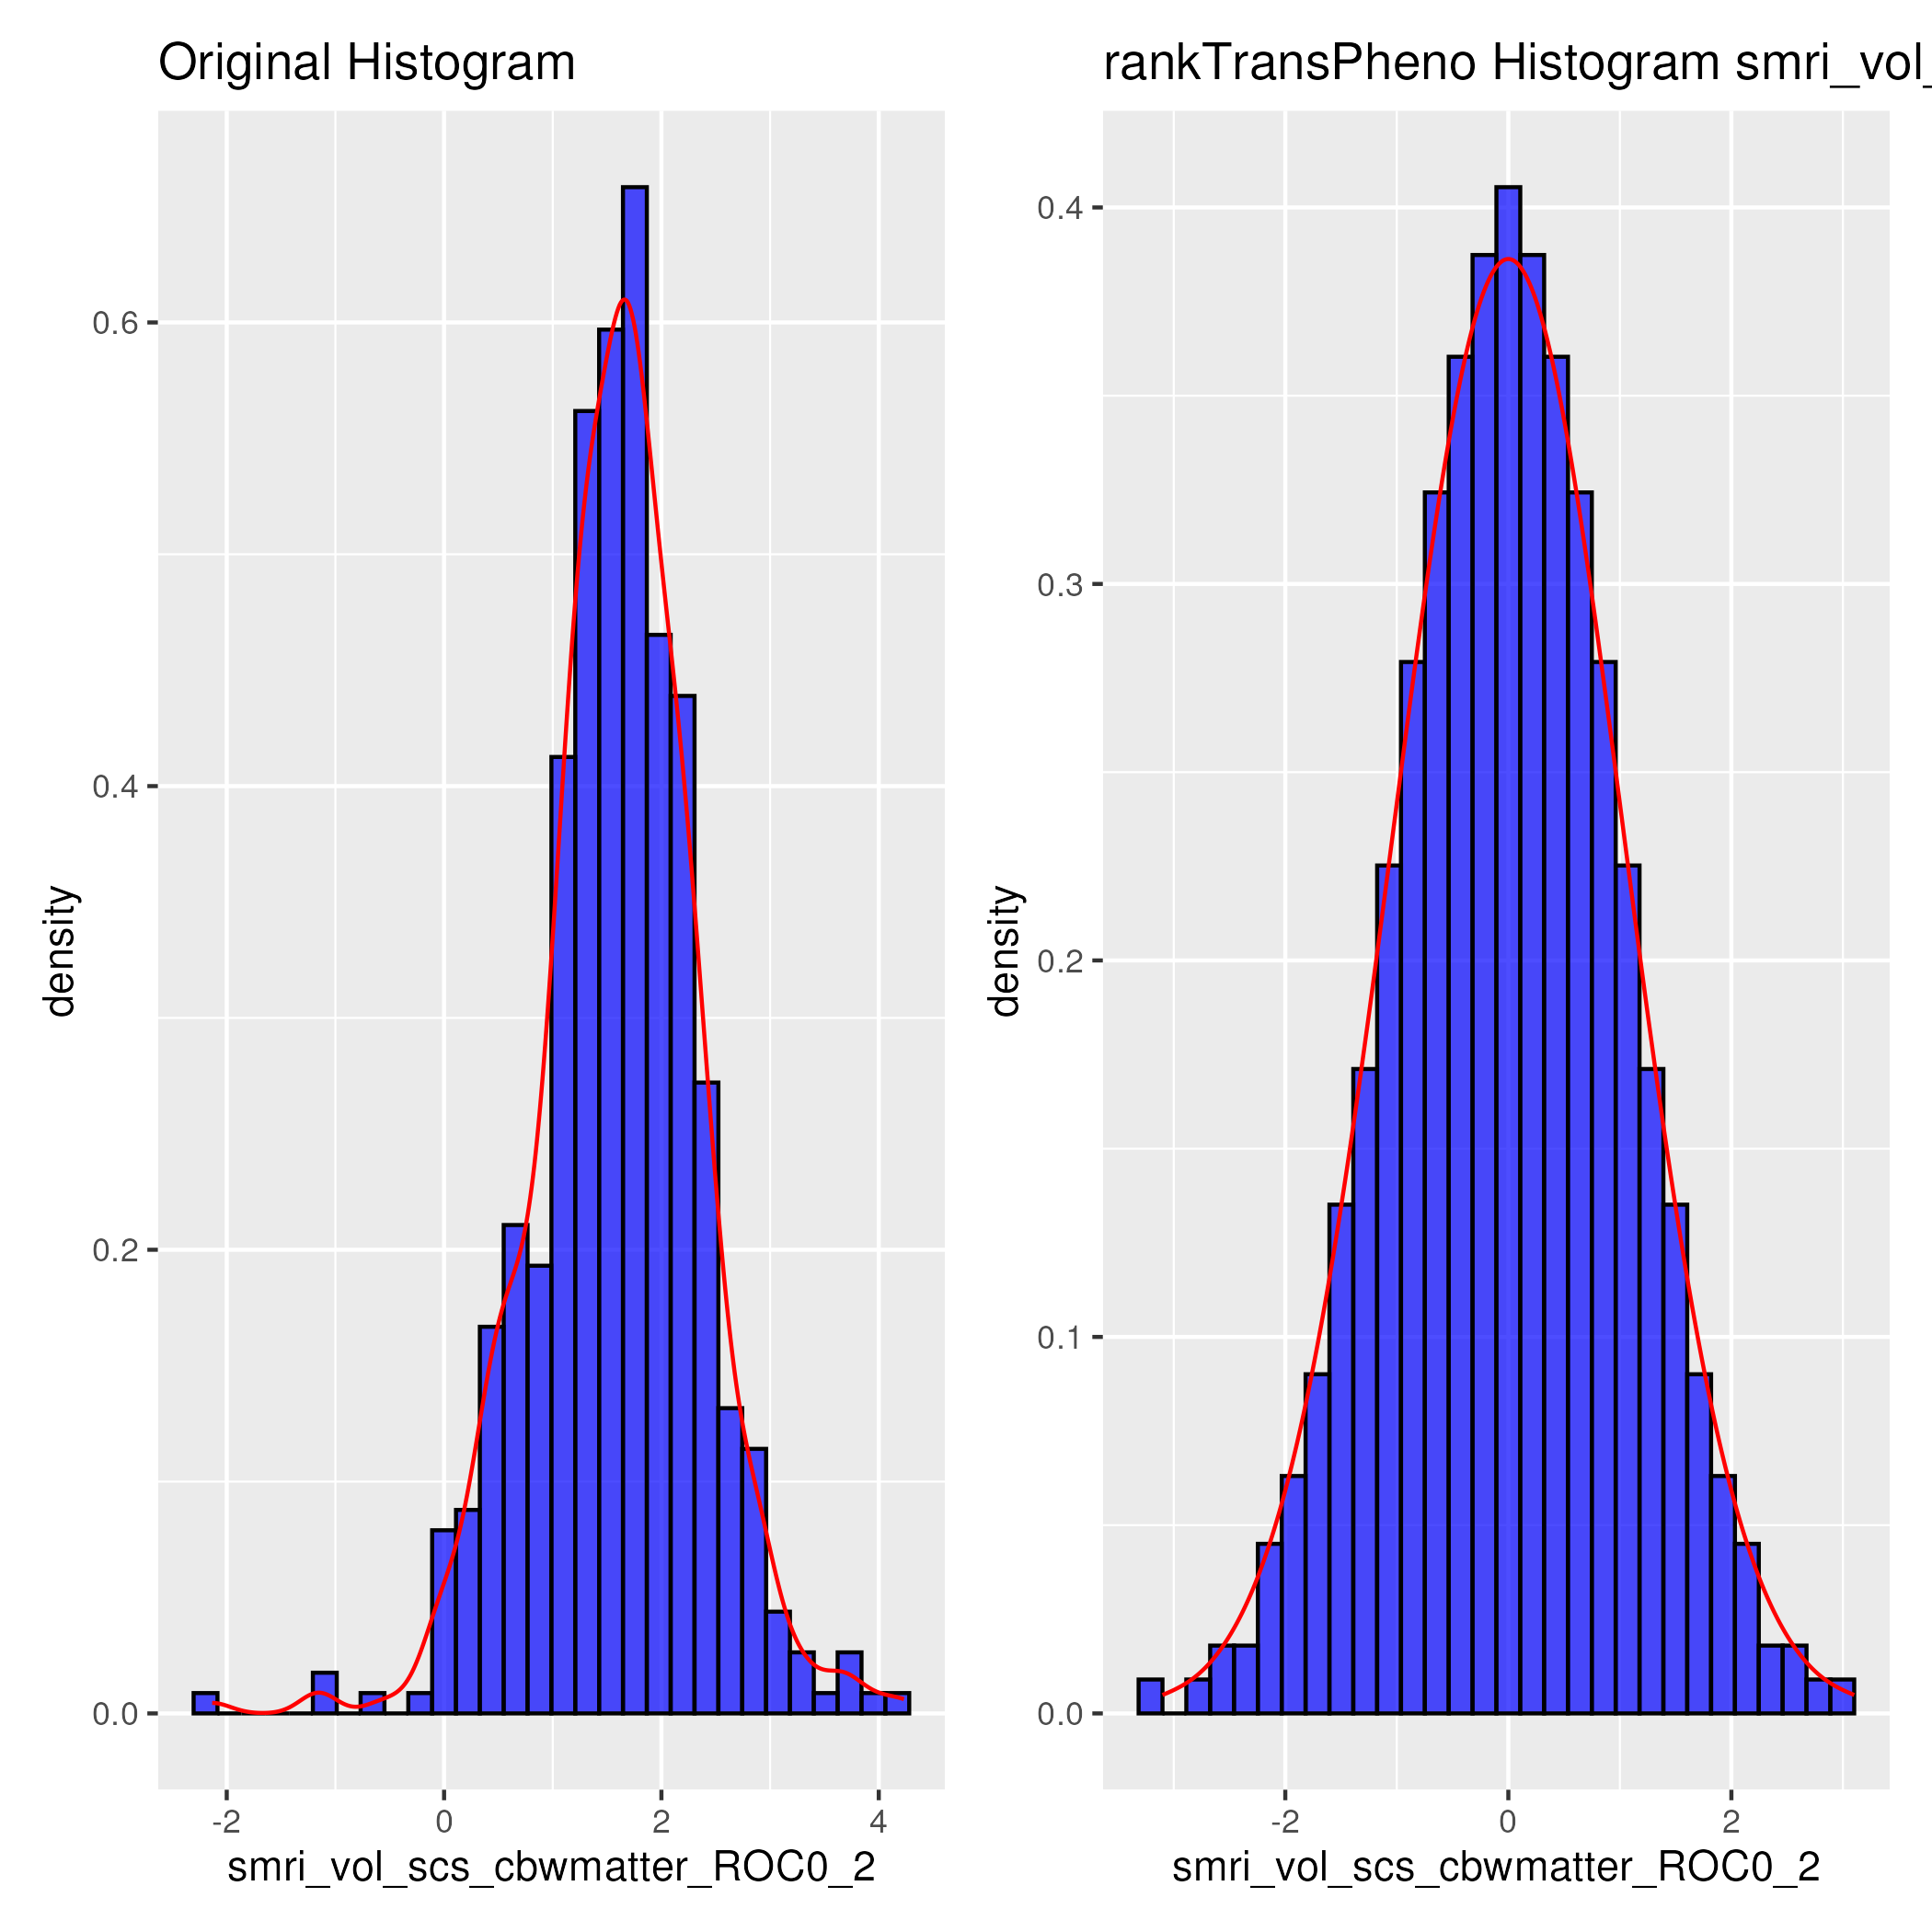 Original Histogram
density
0.6
0.4
0.2
0.0
-2 0 2 4
smri_vol_scs_cbwmatter_ROC0_2
rankTransPheno Histogram smri_vol_
density
0.4
0.3
0.2
0.1
0.0
-2 0 2
smri_vol_scs_cbwmatter_ROC0_2